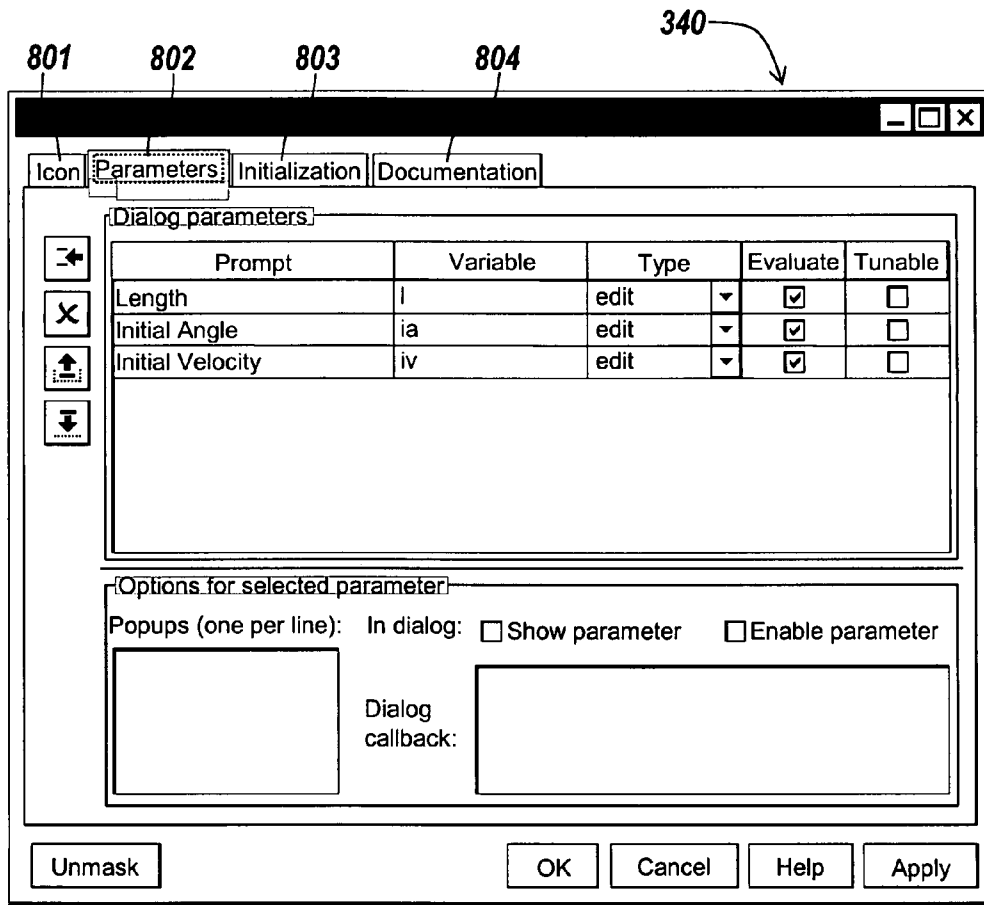 340
801 802 803 804
Icon Parameters Initialization Documentation
Dialog parameters
Prompt Variable Type Evaluate Tunable
Length l edit
Initial Angle ia edit
Initial Velocity iv edit
Options for selected parameter
Popups (one per line): In dialog: Show parameter Enable parameter
Dialog
callback:
Unmask OK Cancel Help Apply